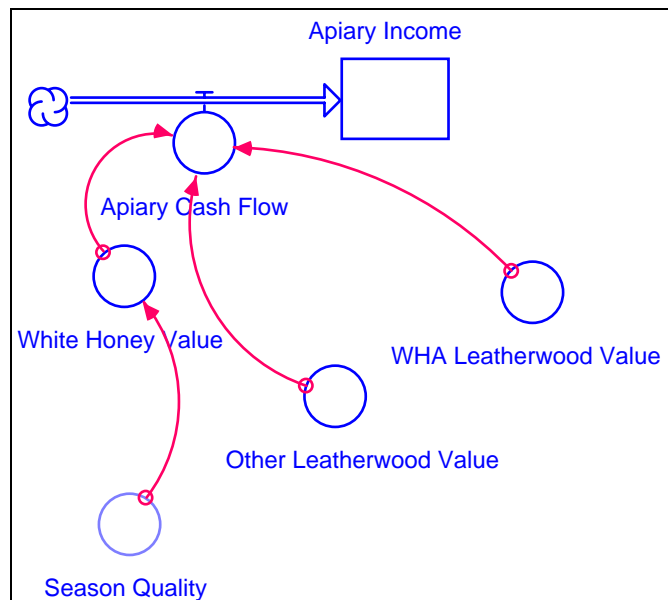 Apiary Income
Apiary Cash Flow
White Honey Value
WHA Leatherwood Value
Other Leatherwood Value
Season Quality